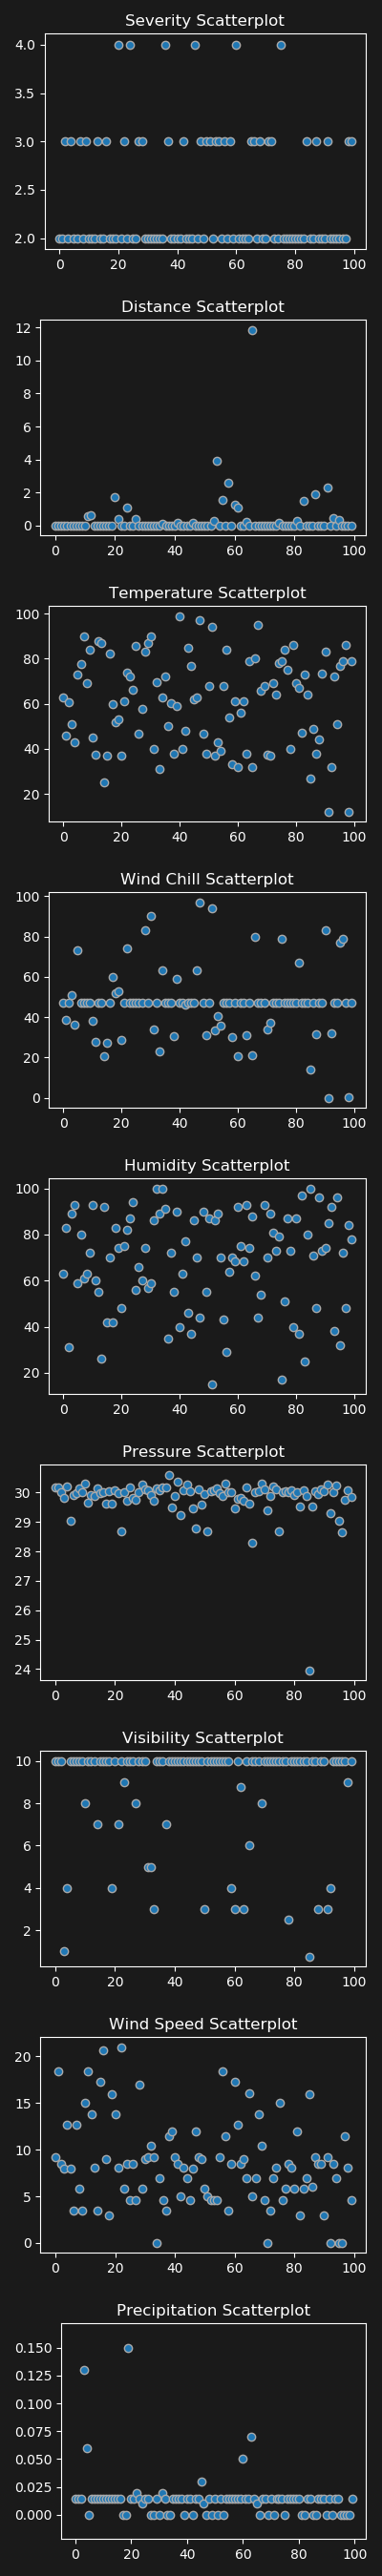 Severity Scatterplot
4.0
3.5
3.0
2.5
2.0
0 20 40 60 80 100
Distance Scatterplot
12
10
8
6
4
2
0
0 20 40 60 80 100
Temperature Scatterplot
100
80
60
40
20
0 20 40 60 80 100
Wind Chill Scatterplot
100
80
60
40
20
0
0 20 40 60 80 100
Humidity Scatterplot
100
80
60
40
20
0 20 40 60 80 100
Pressure Scatterplot
30
29
28
27
26
25
24
0 20 40 60 80 100
Visibility Scatterplot
10
8
6
4
2
0 20 40 60 80 100
Wind Speed Scatterplot
20
15
10
5
0
0 20 40 60 80 100
Precipitation Scatterplot
0.150
0.125
0.100
0.075
0.050
0.025
0.000
0 20 40 60 80 100